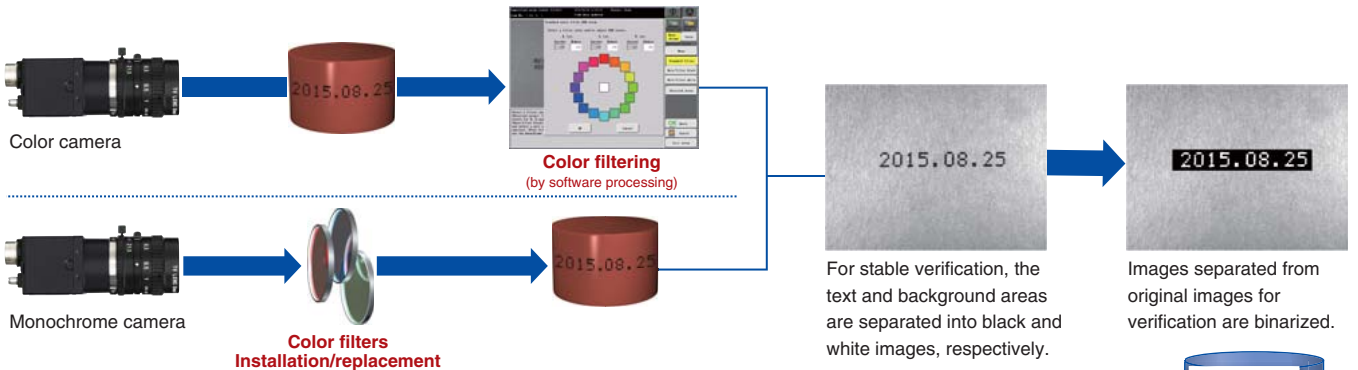 Color camera
2015.08.25
Color filtering
(by software processing)
Monochrome camera
Color filters
Installation/replacement
2015.08.25
2015.08.25
For stable verification, the
text and background areas
are separated into black and
white images, respectively.
2015.08.25
Images separated from
original images for
verification are binarized.